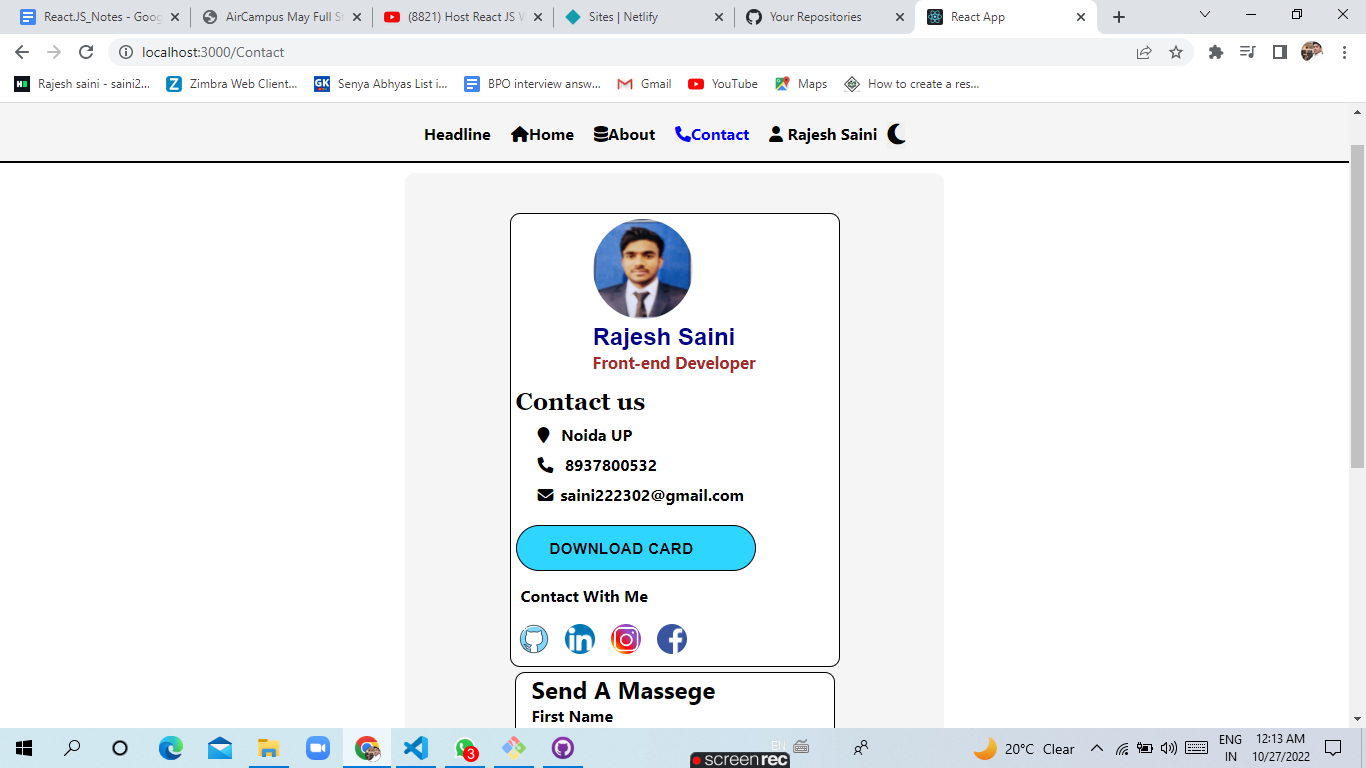 React.JS_Notes - Goog
AirCampus May Full St
(8821) Host React JS W
Sites | Netlify
Your Repositories
React App
localhost:3000/Contact
Rajesh saini - saini2...
Zimbra Web Client...
GK
Senya Abhyas List i...
BPO interview answ...
Gmail
YouTube
Maps
How to create a res...
Headline
Home
About
Contact
Rajesh Saini
Rajesh Saini
Front-end Developer
Contact us
Noida UP
8937800532
saini222302@gmail.com
DOWNLOAD CARD
Contact With Me
Send A Massege
First Name
3
EN
screenrec
20°C Clear
ENG
IN
12:13 AM
10/27/2022